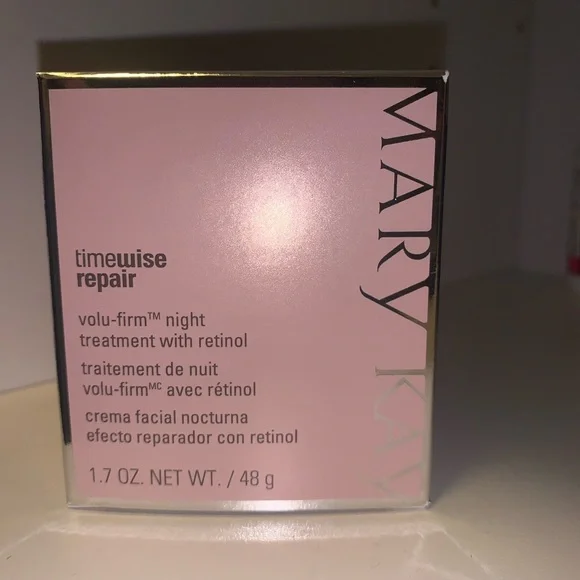 MARY KAY
timewise
repair
volu-firm™ night
treatment with retinol
traitement de nuit
volu-firmᴹᶜ avec rétinol
crema facial nocturna
efecto reparador con retinol
1.7 OZ. NET WT. / 48 g